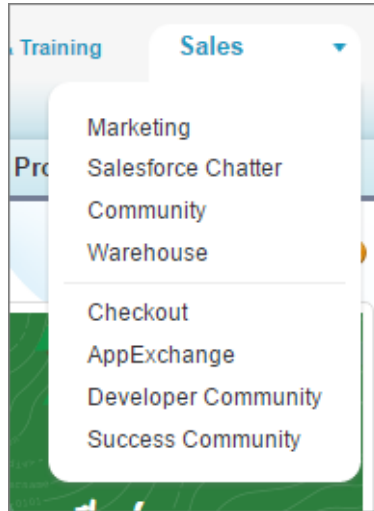 Training
Sales
Marketing
Salesforce Chatter
Community
Warehouse
Checkout
AppExchange
Developer Community
Success Community